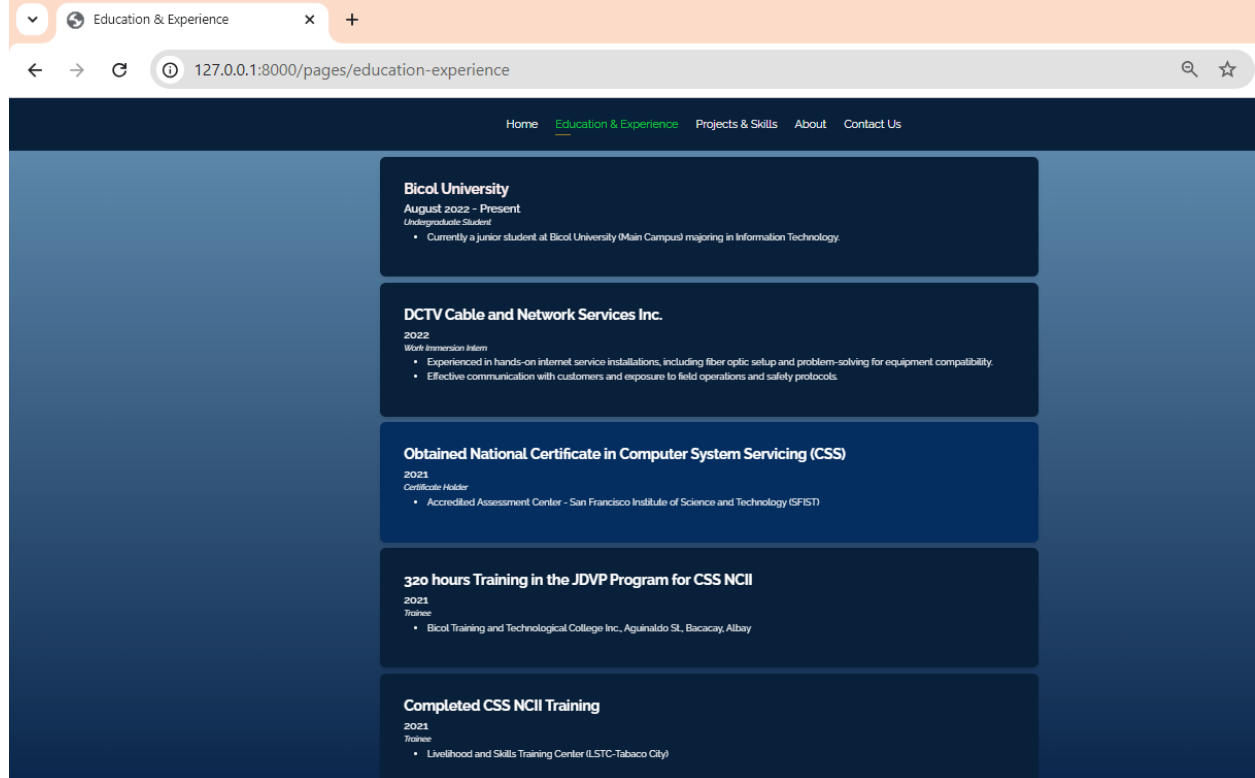 Education & Experience
127.0.0.1:8000/pages/education-experience
Home Education & Experience Projects & Skills About Contact Us
Bicol University
August 2022 - Present
Undergraduate Student
• Currently a junior student at Bicol University (Main Campus) majoring in Information Technology.
DCTV Cable and Network Services Inc.
2022
Work Immersion Intern
• Experienced in hands-on internet service installations, including fiber optic setup and problem-solving for equipment compatibility.
• Effective communication with customers and exposure to field operations and safety protocols.
Obtained National Certificate in Computer System Servicing (CSS)
2021
Certificate Holder
• Accredited Assessment Center - San Francisco Institute of Science and Technology (SFIST)
320 hours Training in the JDVP Program for CSS NCII
2021
Trainee
• Bicol Training and Technological College Inc., Aguinaldo St., Bacacay, Albay
Completed CSS NCII Training
2021
Trainee
• Livelihood and Skills Training Center (LSTC-Tabaco City)